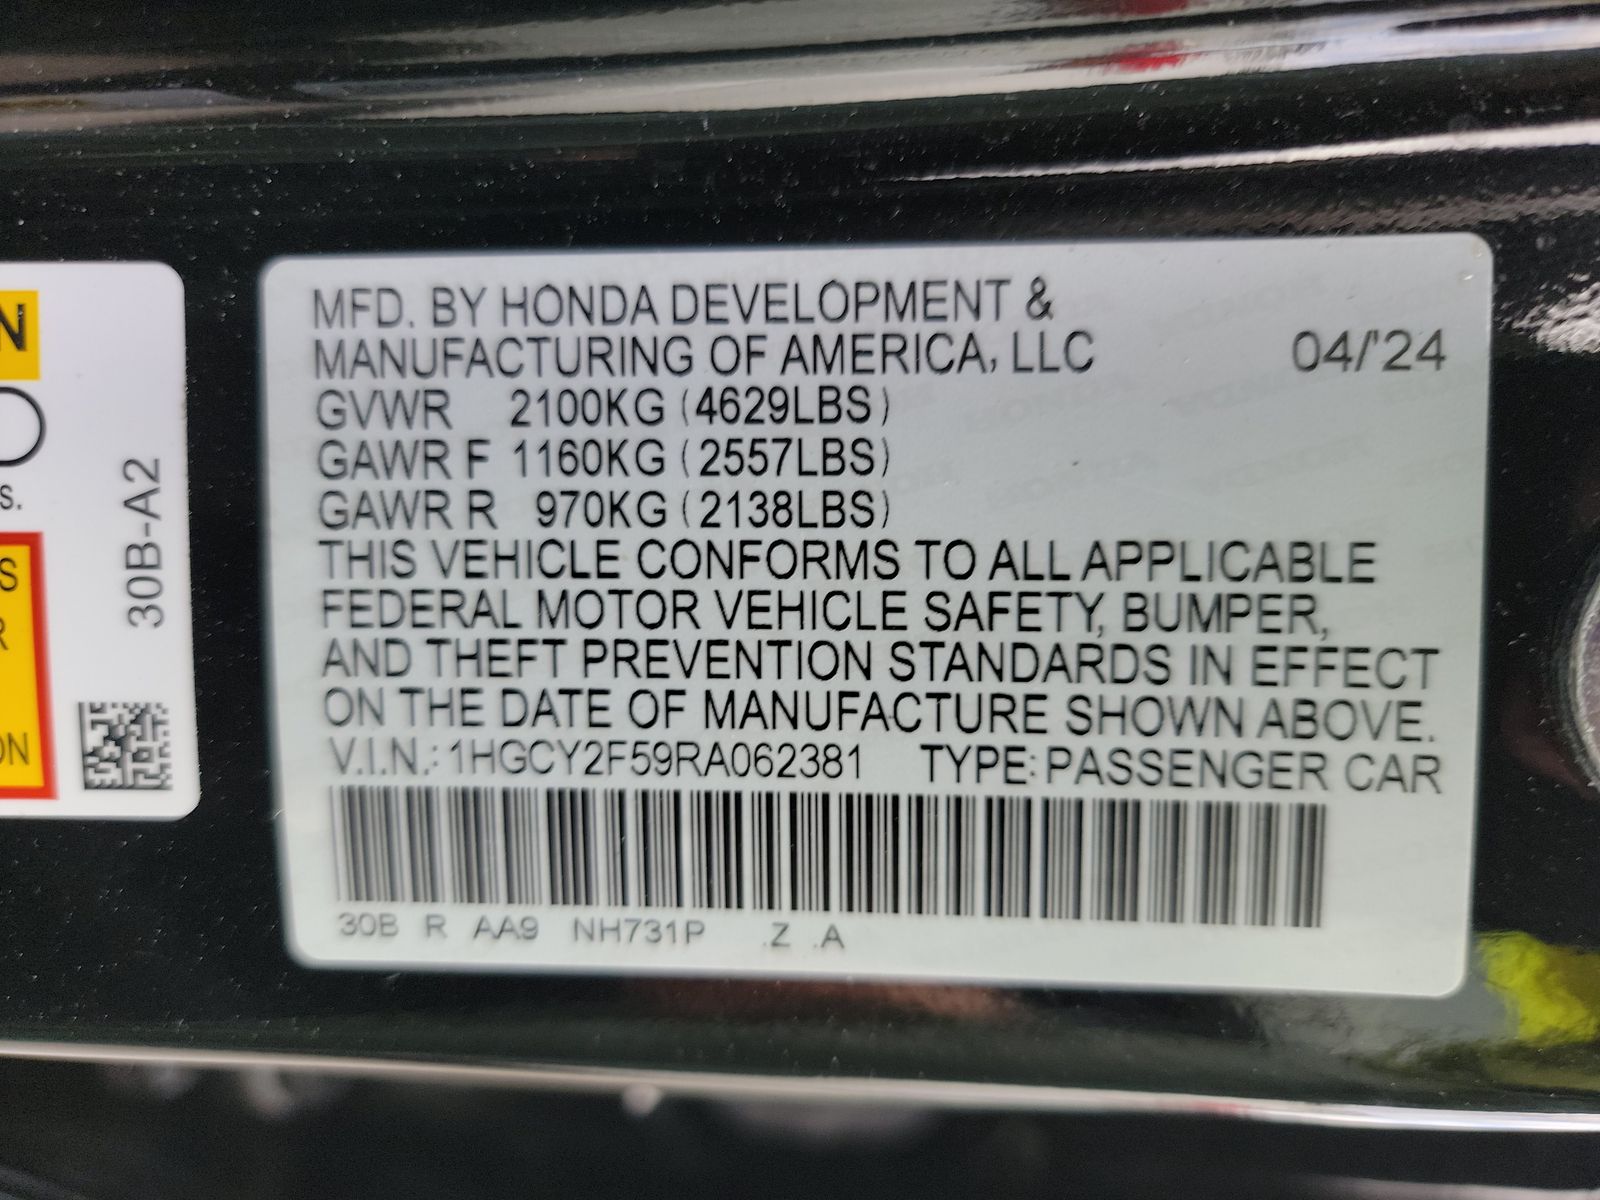 N
S.
30B-A2
S
R
ON
MFD. BY HONDA DEVELOPMENT &
MANUFACTURING OF AMERICA, LLC 04/'24
GVWR 2100KG (4629LBS)
GAWR F 1160KG (2557LBS)
GAWR R 970KG (2138LBS)
THIS VEHICLE CONFORMS TO ALL APPLICABLE
FEDERAL MOTOR VEHICLE SAFETY, BUMPER,
AND THEFT PREVENTION STANDARDS IN EFFECT
ON THE DATE OF MANUFACTURE SHOWN ABOVE.
V.I.N.: 1HGCY2F59RA062381 TYPE: PASSENGER CAR
30B R AA9 NH731P .Z .A